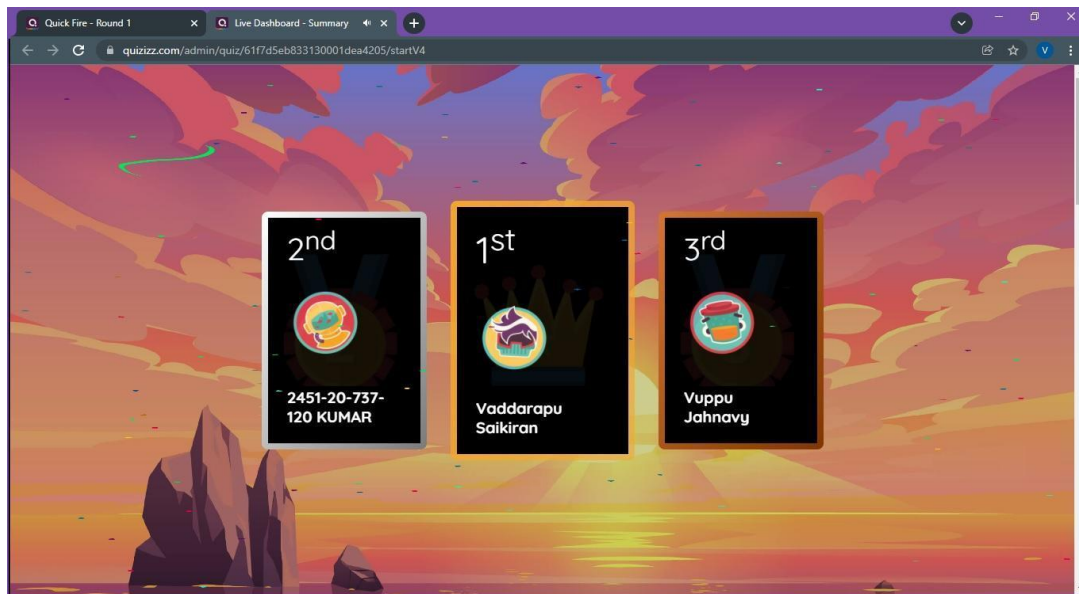 Quick Fire - Round 1
Live Dashboard - Summary
quizizz.com/admin/quiz/61f7d5eb833130001dea4205/startV4
V
2nd
1st
3rd
2451-20-737-
120 KUMAR
Vaddarapu
Saikiran
Vuppu
Jahnavy